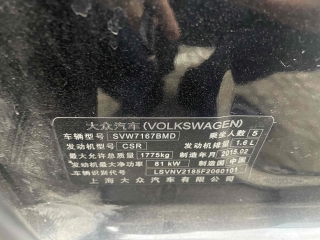 大众汽车(VOLKSWAGEN)
车辆型号 SVW7167BMD 乘坐人数 5
发动机型号 CSR 发动机排量 1.6 L
最大允许总质量 1775kg 制造年月 2015.02
发动机最大净功率 81 kW 制造国 中国
车辆识别代号 LSVNV2185F2060101
上海大众汽车有限公司